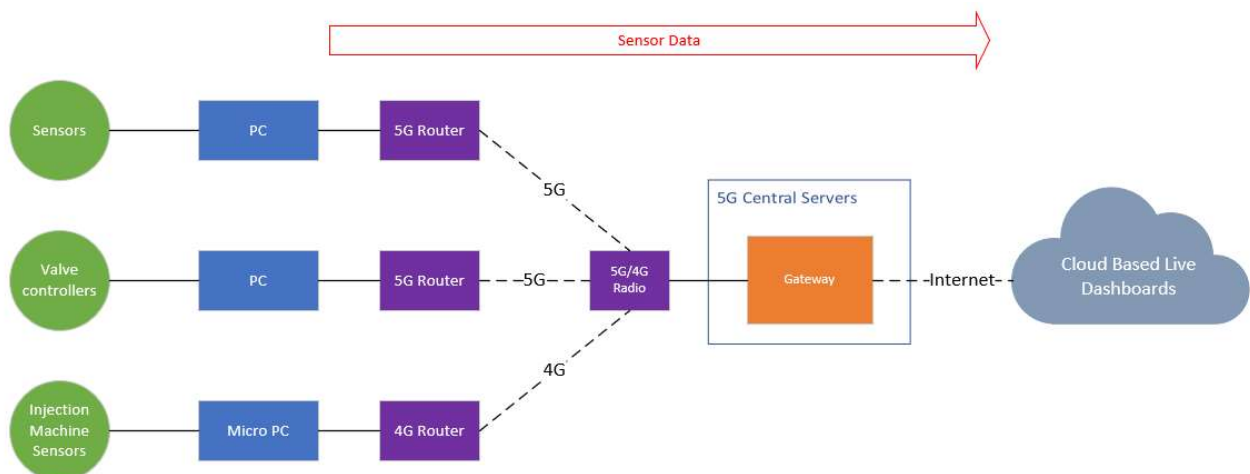 Sensor Data
Sensors
PC
5G Router
5G
5G Central Servers
Valve
controllers
PC
5G Router
5G
5G/4G
Radio
Gateway
Internet
Cloud Based Live
Dashboards
4G
Injection
Machine
Sensors
Micro PC
4G Router